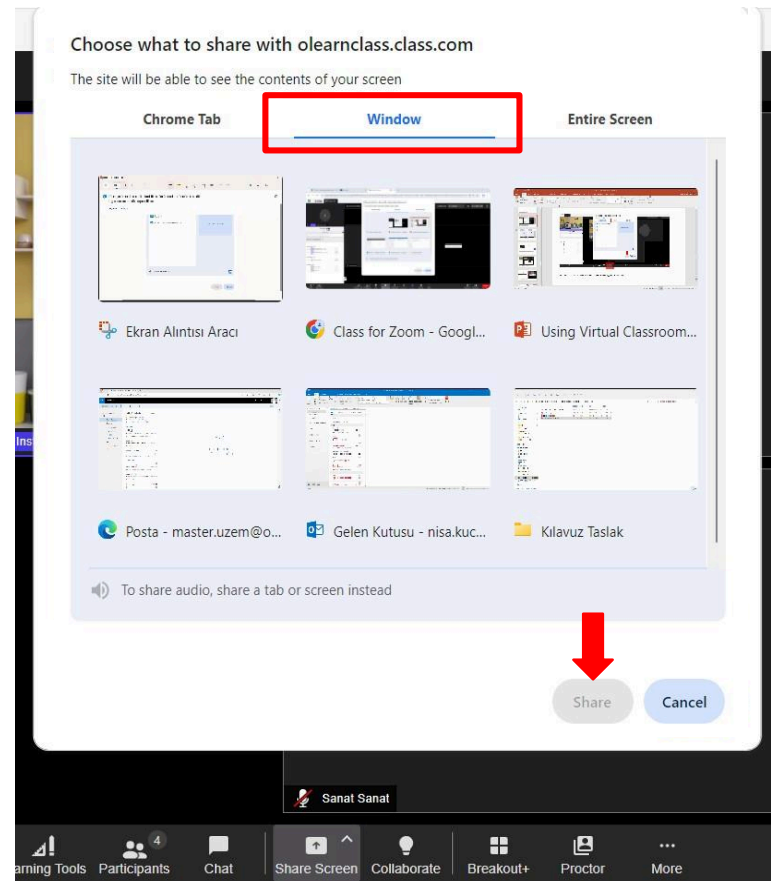 Choose what to share with olearnclass.class.com
The site will be able to see the contents of your screen
Chrome Tab Window Entire Screen
Ekran Alıntısı Aracı Class for Zoom - Googl... Using Virtual Classroom...
Ins
Posta - master.uzem@o... Gelen Kutusu - nisa.kuc... Kılavuz Taslak
To share audio, share a tab or screen instead
Share Cancel
Sanat Sanat
4
arning Tools Participants Chat Share Screen Collaborate Breakout+ Proctor More